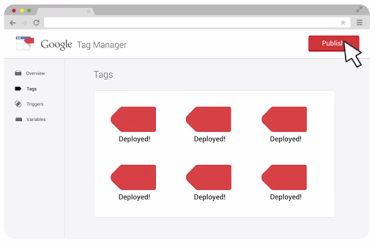 Google Tag Manager
Publish
Overview
Tags
Triggers
Variables
Tags
Deployed! Deployed! Deployed!
Deployed! Deployed! Deployed!